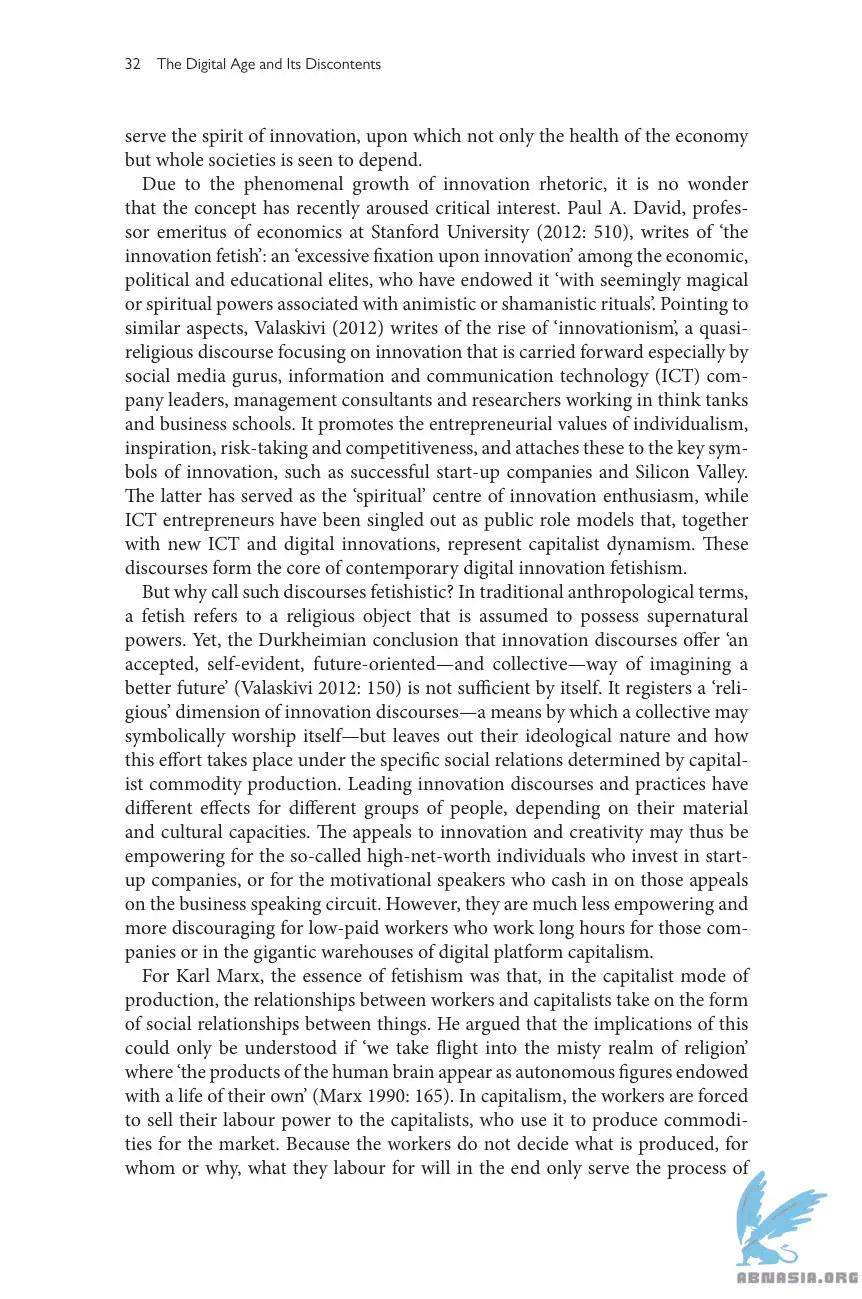 32 The Digital Age and Its Discontents
serve the spirit of innovation, upon which not only the health of the economy
but whole societies is seen to depend.
Due to the phenomenal growth of innovation rhetoric, it is no wonder
that the concept has recently aroused critical interest. Paul A. David, profes-
sor emeritus of economics at Stanford University (2012: 510), writes of ‘the
innovation fetish’: an ‘excessive fixation upon innovation’ among the economic,
political and educational elites, who have endowed it ‘with seemingly magical
or spiritual powers associated with animistic or shamanistic rituals’. Pointing to
similar aspects, Valaskivi (2012) writes of the rise of ‘innovationism’, a quasi-
religious discourse focusing on innovation that is carried forward especially by
social media gurus, information and communication technology (ICT) com-
pany leaders, management consultants and researchers working in think tanks
and business schools. It promotes the entrepreneurial values of individualism,
inspiration, risk-taking and competitiveness, and attaches these to the key sym-
bols of innovation, such as successful start-up companies and Silicon Valley.
The latter has served as the ‘spiritual’ centre of innovation enthusiasm, while
ICT entrepreneurs have been singled out as public role models that, together
with new ICT and digital innovations, represent capitalist dynamism. These
discourses form the core of contemporary digital innovation fetishism.
But why call such discourses fetishistic? In traditional anthropological terms,
a fetish refers to a religious object that is assumed to possess supernatural
powers. Yet, the Durkheimian conclusion that innovation discourses offer ‘an
accepted, self-evident, future-oriented—and collective—way of imagining a
better future’ (Valaskivi 2012: 150) is not sufficient by itself. It registers a ‘reli-
gious’ dimension of innovation discourses—a means by which a collective may
symbolically worship itself—but leaves out their ideological nature and how
this effort takes place under the specific social relations determined by capital-
ist commodity production. Leading innovation discourses and practices have
different effects for different groups of people, depending on their material
and cultural capacities. The appeals to innovation and creativity may thus be
empowering for the so-called high-net-worth individuals who invest in start-
up companies, or for the motivational speakers who cash in on those appeals
on the business speaking circuit. However, they are much less empowering and
more discouraging for low-paid workers who work long hours for those com-
panies or in the gigantic warehouses of digital platform capitalism.
For Karl Marx, the essence of fetishism was that, in the capitalist mode of
production, the relationships between workers and capitalists take on the form
of social relationships between things. He argued that the implications of this
could only be understood if ‘we take flight into the misty realm of religion’
where ‘the products of the human brain appear as autonomous figures endowed
with a life of their own’ (Marx 1990: 165). In capitalism, the workers are forced
to sell their labour power to the capitalists, who use it to produce commodi-
ties for the market. Because the workers do not decide what is produced, for
whom or why, what they labour for will in the end only serve the process of
ABNASIA.ORG